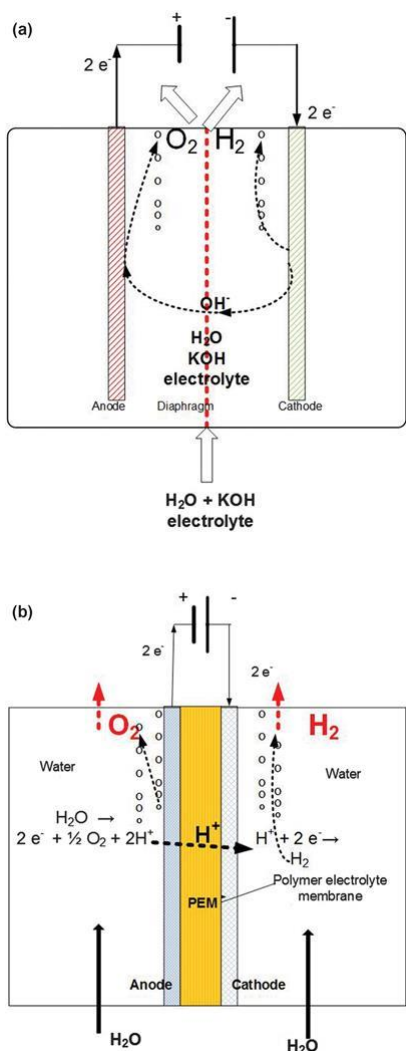 (a)
+ -
2 e⁻
2 e⁻
O₂ H₂
OH⁻
H₂O
KOH
electrolyte
Anode Diaphragm Cathode
H₂O + KOH
electrolyte
(b)
+ -
2 e⁻ 2 e⁻
O₂ H₂
Water Water
H₂O →
2 e⁻ + ½ O₂ + 2H⁺ H⁺ H⁺ + 2 e⁻→
H₂
Polymer electrolyte
membrane
PEM
Anode Cathode
H₂O H₂O